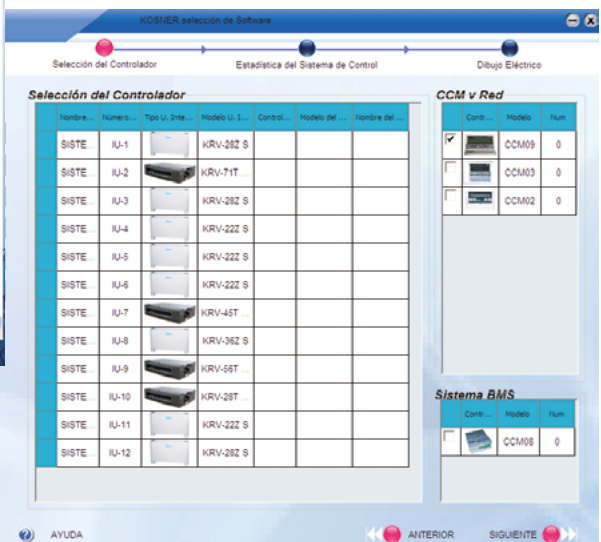 KOSNER selección de Software
Selección del Controlador
Estadística del Sistema de Control
Dibujo Eléctrico
Selección del Controlador
Nombre... Número... Tipo U. Inte... Modelo U. I... Control... Modelo del ... Nombre del ...
SISTE... IU-1 KRV-28Z S
SISTE... IU-2 KRV-71T ...
SISTE... IU-3 KRV-28Z S
SISTE... IU-4 KRV-22Z S
SISTE... IU-5 KRV-22Z S
SISTE... IU-6 KRV-22Z S
SISTE... IU-7 KRV-45T ...
SISTE... IU-8 KRV-36Z S
SISTE... IU-9 KRV-56T ...
SISTE... IU-10 KRV-28T ...
SISTE... IU-11 KRV-22Z S
SISTE... IU-12 KRV-28Z S
CCM y Red
Contr... Modelo Num
CCM09 0
CCM03 0
CCM02 0
Sistema BMS
Contr... Modelo Num
CCM08 0
AYUDA
ANTERIOR
SIGUIENTE